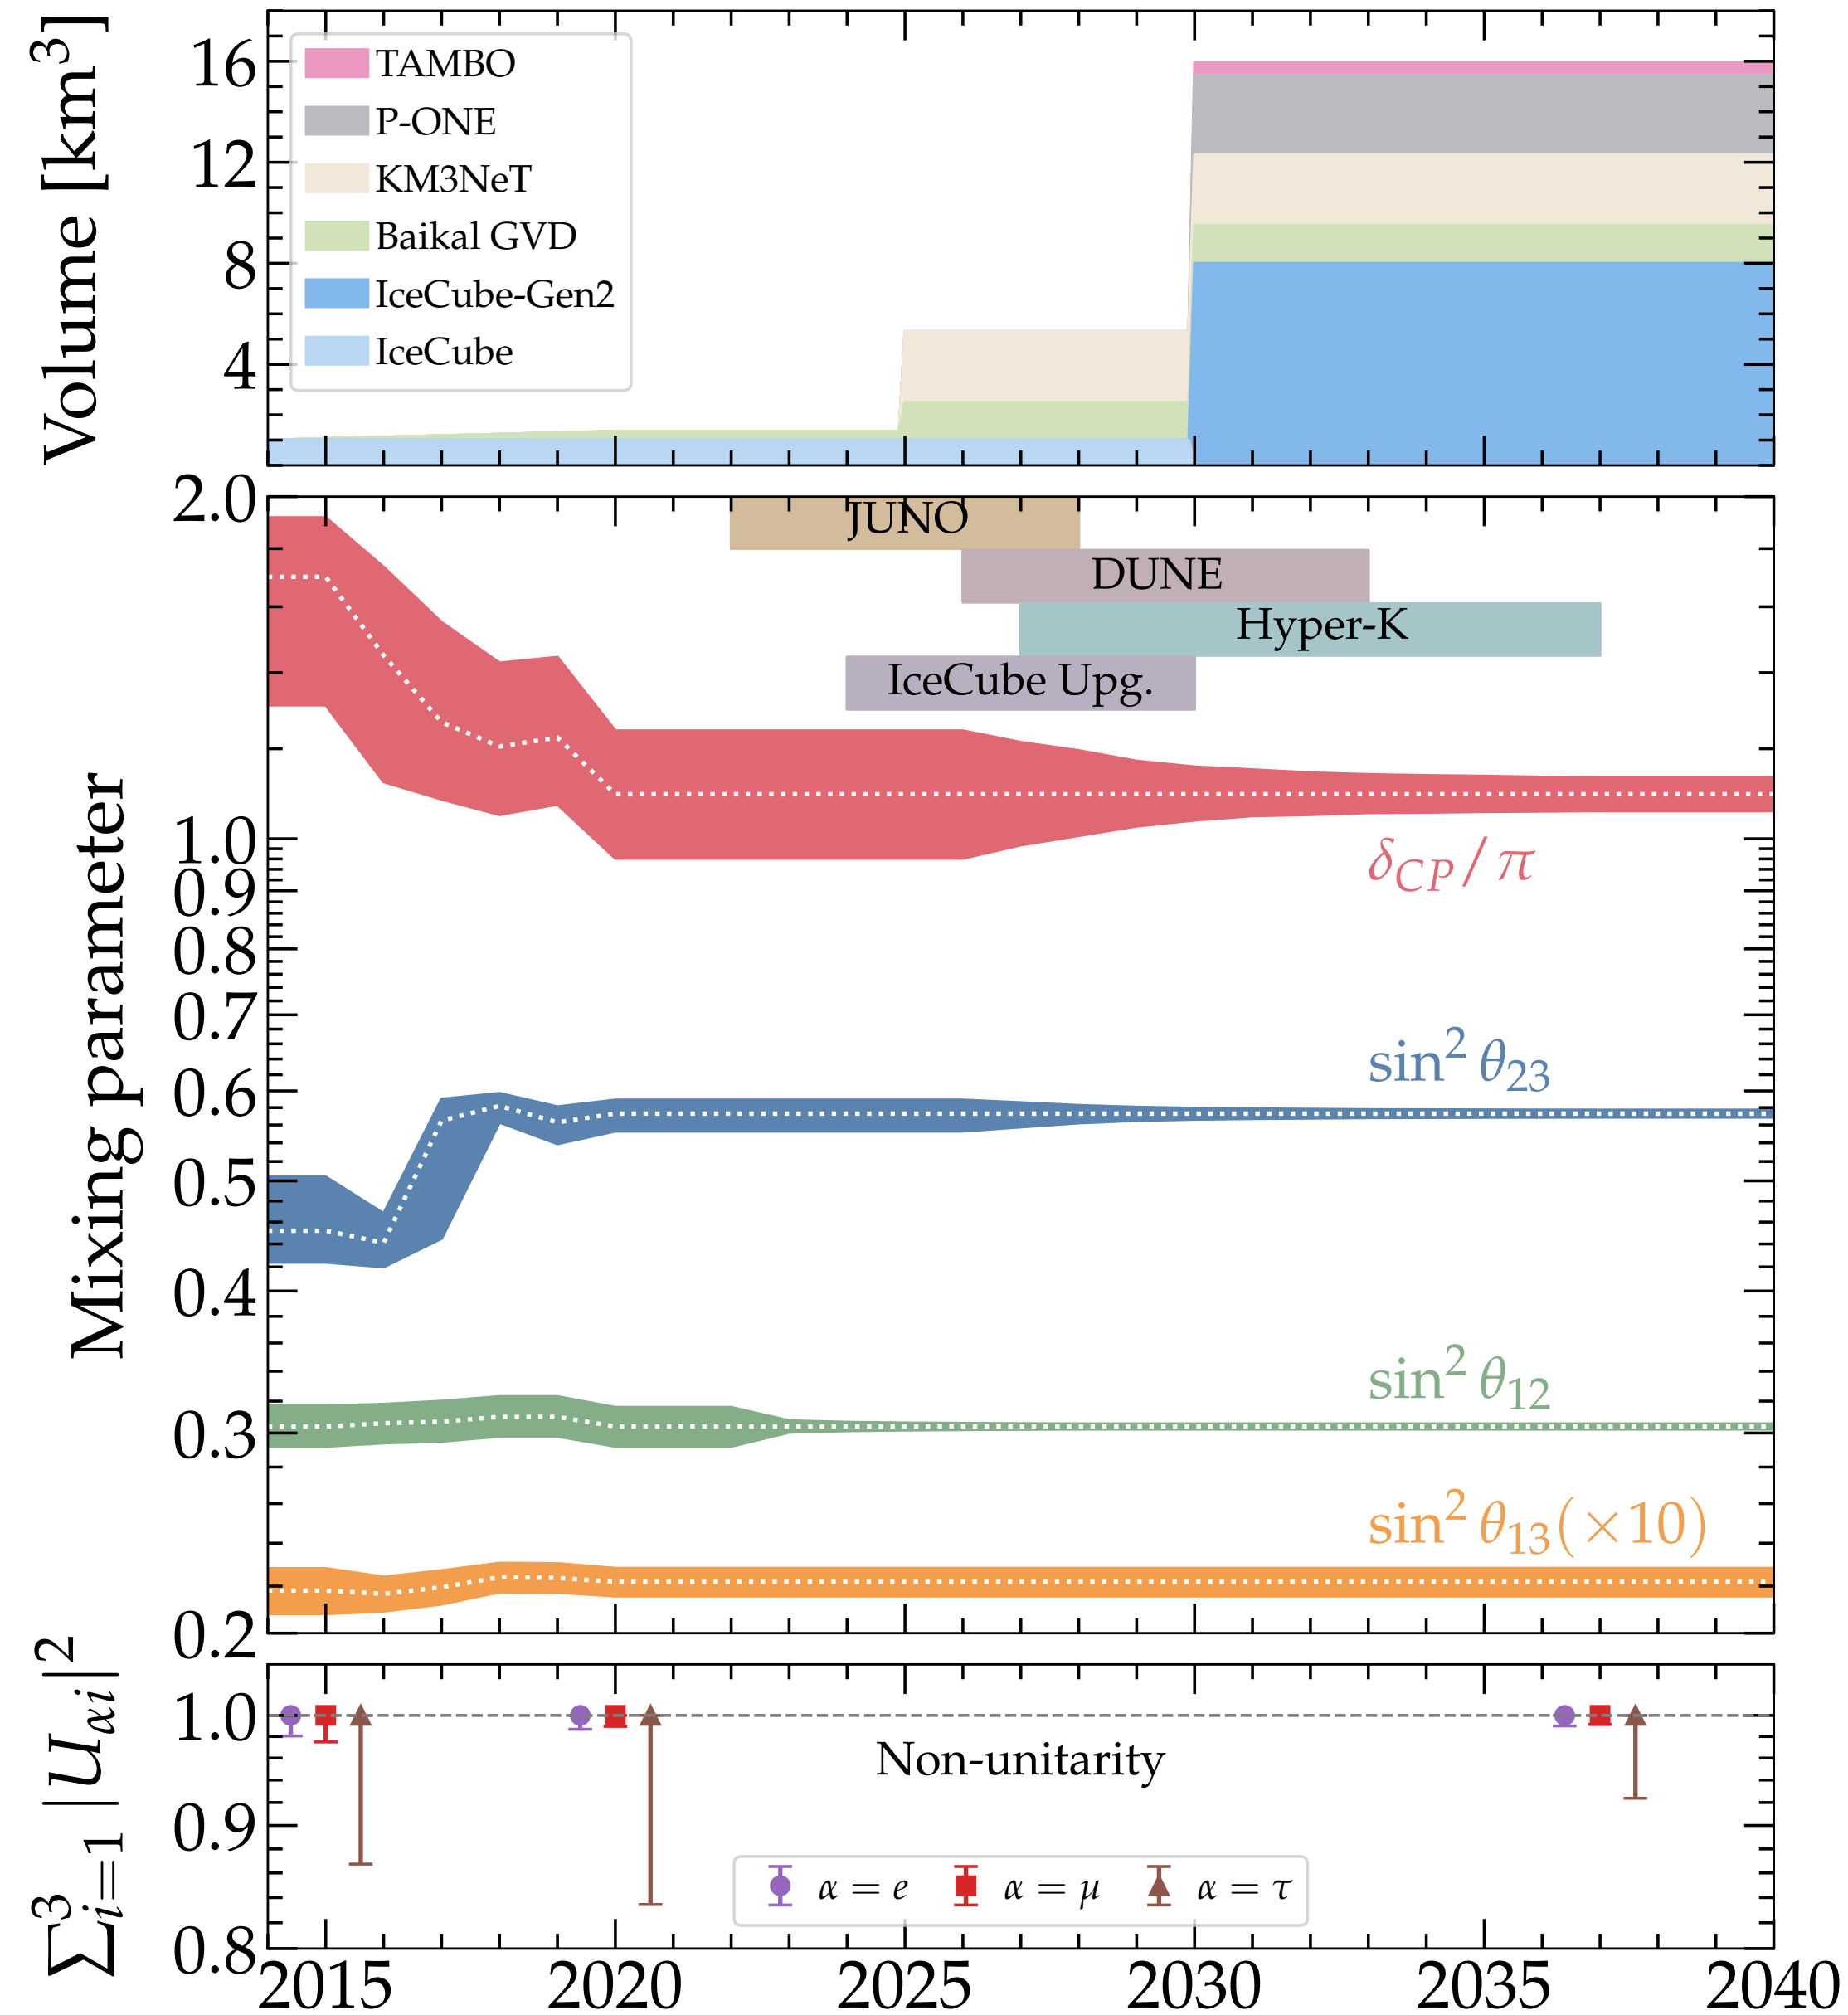 Volume [km³]
16
12
8
4
TAMBO
P-ONE
KM3NeT
Baikal GVD
IceCube-Gen2
IceCube
Mixing parameter
2.0
1.0
0.9
0.8
0.7
0.6
0.5
0.4
0.3
0.2
JUNO
DUNE
Hyper-K
IceCube Upg.
δ_CP/π
sin² θ₂₃
sin² θ₁₂
sin² θ₁₃(×10)
Σ³ᵢ₌₁ |U_αi|²
1.0
0.9
0.8
Non-unitarity
α = e α = μ α = τ
2015 2020 2025 2030 2035 2040